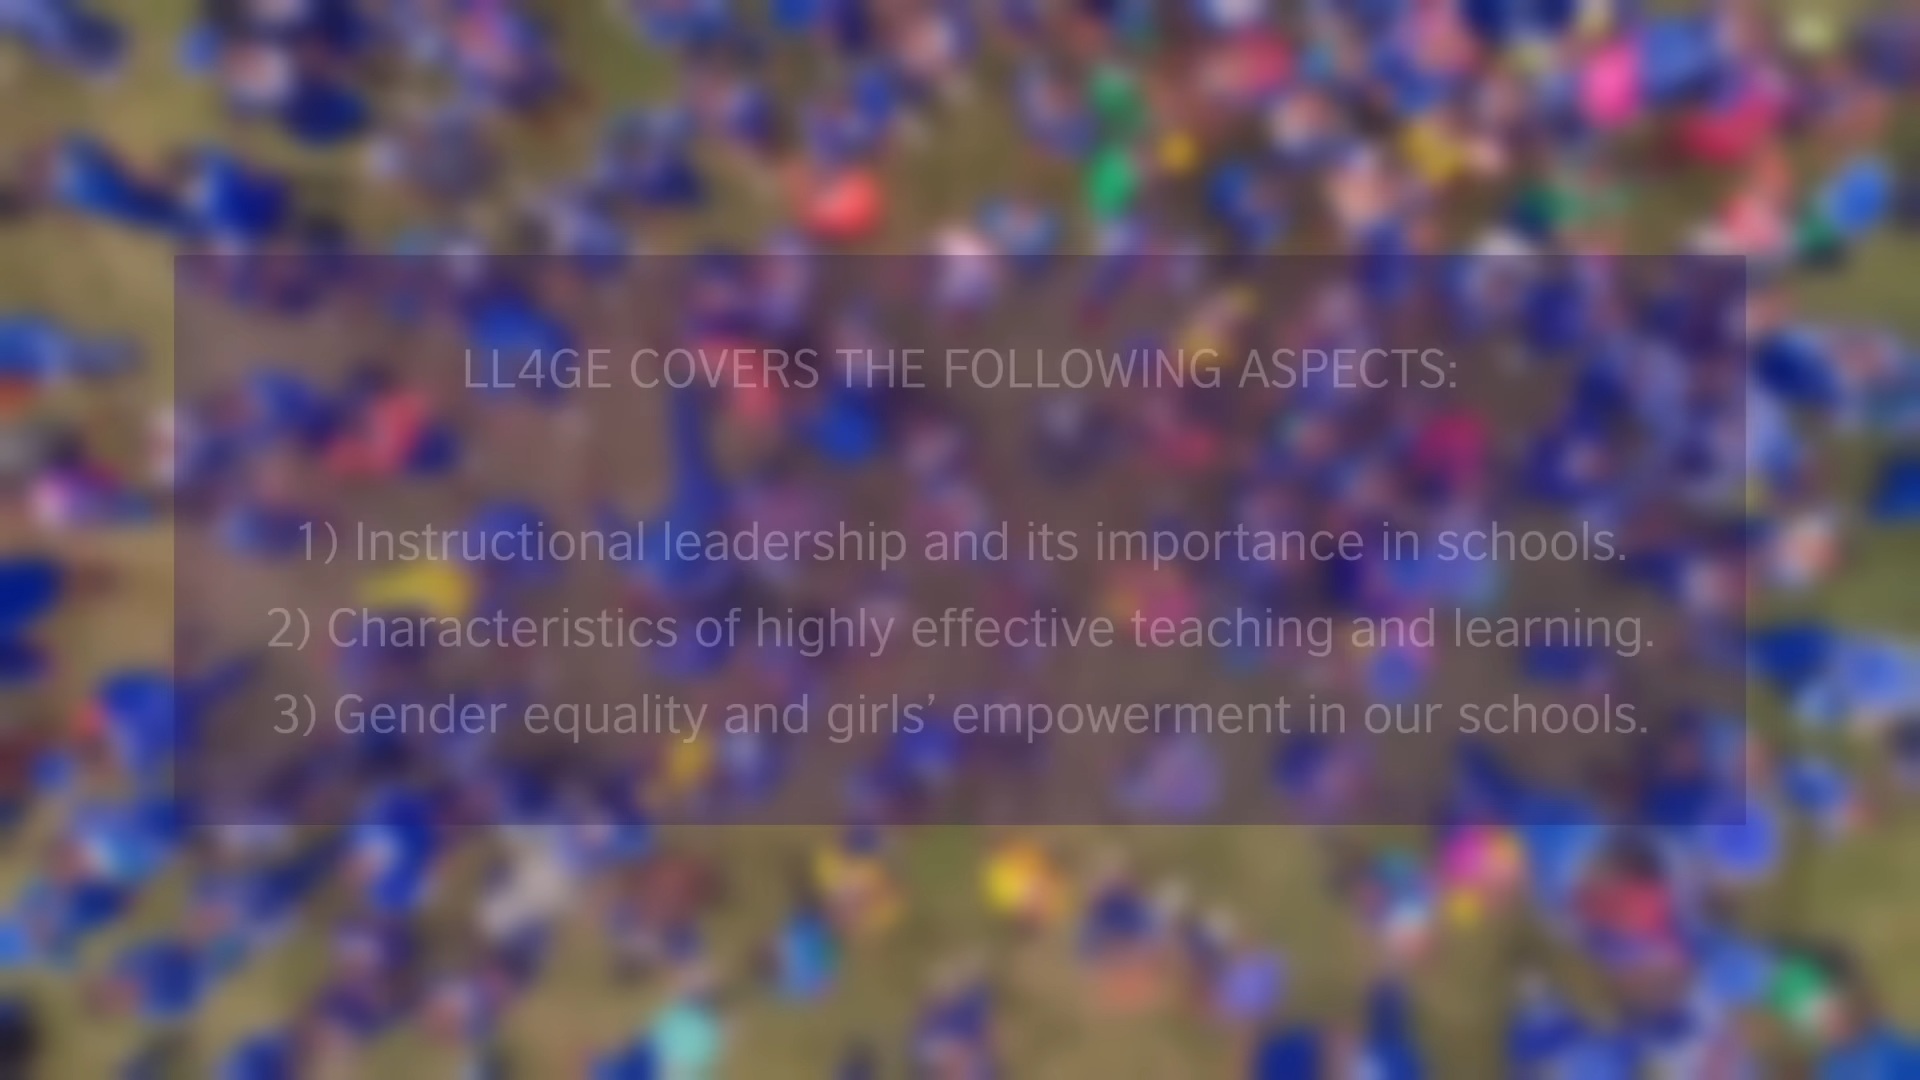 LL4GE COVERS THE FOLLOWING ASPECTS:
1) Instructional leadership and its importance in schools.
2) Characteristics of highly effective teaching and learning.
3) Gender equality and girls’ empowerment in our schools.